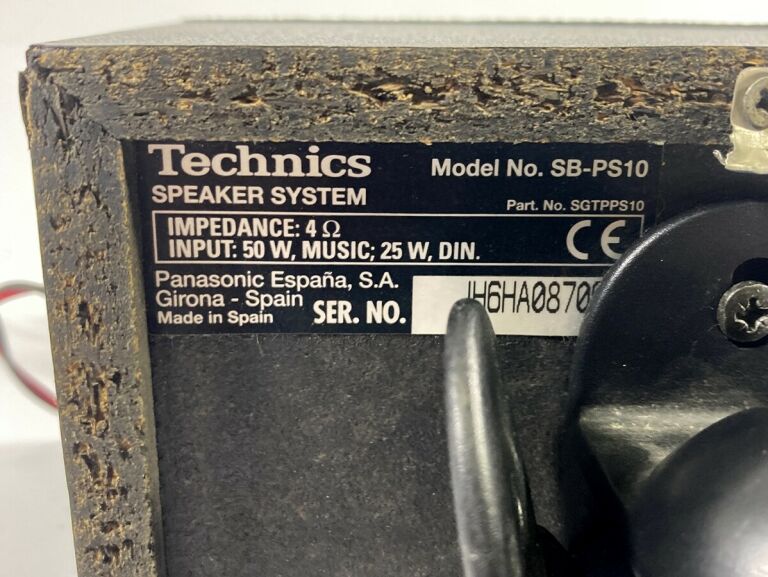 Technics
Model No. SB-PS10
SPEAKER SYSTEM
Part. No. SGTPPS10
IMPEDANCE: 4 Ω
INPUT: 50 W, MUSIC; 25 W, DIN.
CE
Panasonic España, S.A.
Girona - Spain
Made in Spain
SER. NO.